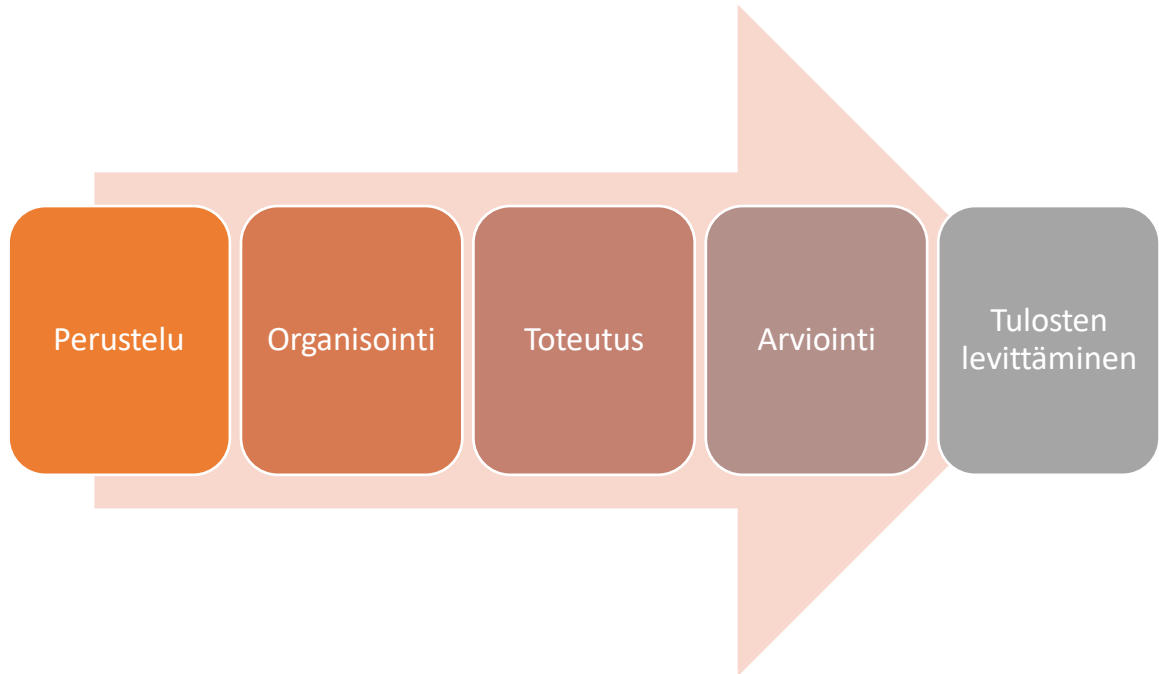 Perustelu
Organisointi
Toteutus
Arviointi
Tulosten
levittäminen